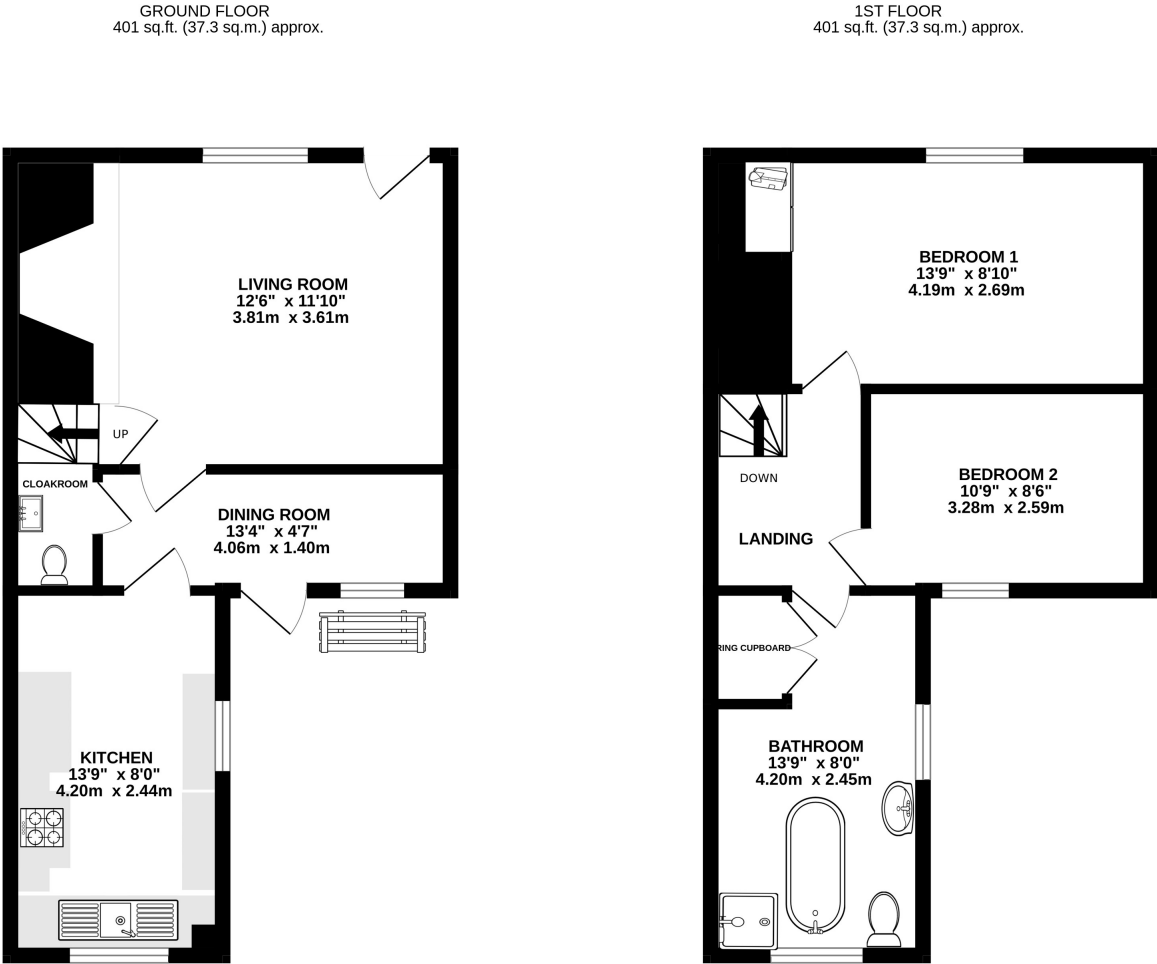 GROUND FLOOR
401 sq.ft. (37.3 sq.m.) approx.
LIVING ROOM
12'6" x 11'10"
3.81m x 3.61m
UP
CLOAKROOM
DINING ROOM
13'4" x 4'7"
4.06m x 1.40m
KITCHEN
13'9" x 8'0"
4.20m x 2.44m
1ST FLOOR
401 sq.ft. (37.3 sq.m.) approx.
BEDROOM 1
13'9" x 8'10"
4.19m x 2.69m
DOWN
BEDROOM 2
10'9" x 8'6"
3.28m x 2.59m
LANDING
RING CUPBOARD
BATHROOM
13'9" x 8'0"
4.20m x 2.45m